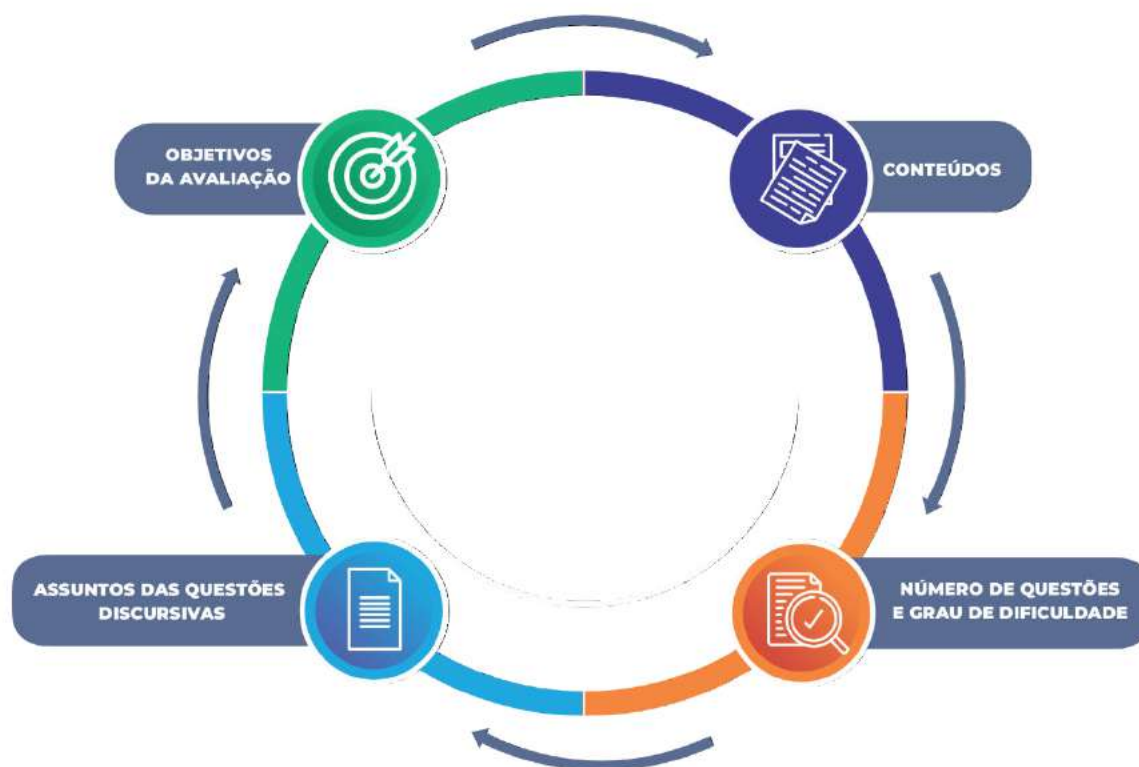 OBJETIVOS
DA AVALIAÇÃO
CONTEÚDOS
NÚMERO DE QUESTÕES
E GRAU DE DIFICULDADE
ASSUNTOS DAS QUESTÕES
DISCURSIVAS